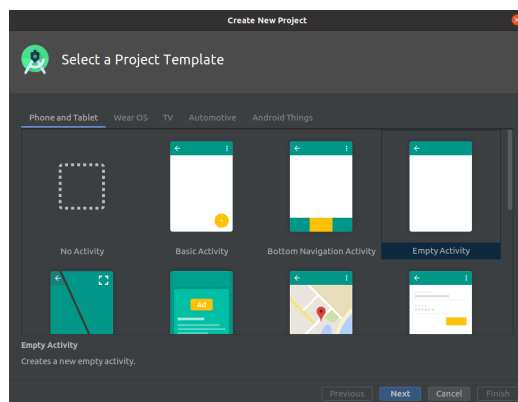 Create New Project
Select a Project Template
Phone and Tablet Wear OS TV Automotive Android Things
No Activity Basic Activity Bottom Navigation Activity Empty Activity
Ad
Empty Activity
Creates a new empty activity.
Previous Next Cancel Finish